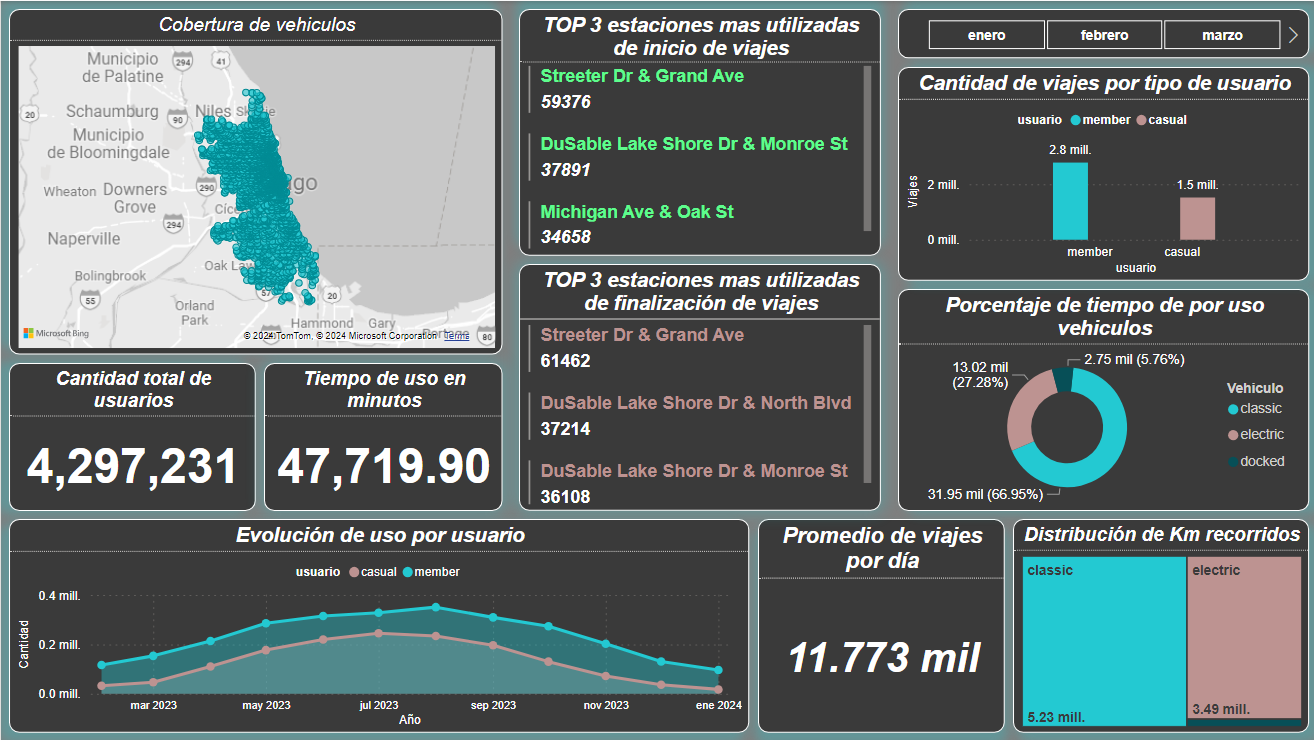 Cobertura de vehiculos
Municipio
de Palatine
294
41
20
Schaumburg
90
Niles
Municipio
de Bloomingdale
Wheaton
Downers
Grove
290
294
Naperville
Oak
Bolingbrook
55
Orland
Park
57
20
Hammond
Gary
80
Microsoft Bing
© 2024 TomTom, © 2024 Microsoft Corporation
Terms
Cantidad total de
usuarios
4,297,231
Tiempo de uso en
minutos
47,719.90
TOP 3 estaciones mas utilizadas
de inicio de viajes
Streeter Dr & Grand Ave
59376
DuSable Lake Shore Dr & Monroe St
37891
Michigan Ave & Oak St
34658
TOP 3 estaciones mas utilizadas
de finalización de viajes
Streeter Dr & Grand Ave
61462
DuSable Lake Shore Dr & North Blvd
37214
DuSable Lake Shore Dr & Monroe St
36108
enero
febrero
marzo
Cantidad de viajes por tipo de usuario
usuario member casual
2.8 mill.
1.5 mill.
2 mill.
0 mill.
Viajes
member
casual
usuario
Porcentaje de tiempo de por uso
vehiculos
2.75 mil (5.76%)
13.02 mil
(27.28%)
31.95 mil (66.95%)
Vehiculo
classic
electric
docked
Evolución de uso por usuario
usuario casual member
0.4 mill.
0.2 mill.
0.0 mill.
Cantidad
mar 2023
may 2023
jul 2023
sep 2023
nov 2023
ene 2024
Año
Promedio de viajes
por día
11.773 mil
Distribución de Km recorridos
classic
5.23 mill.
electric
3.49 mill.